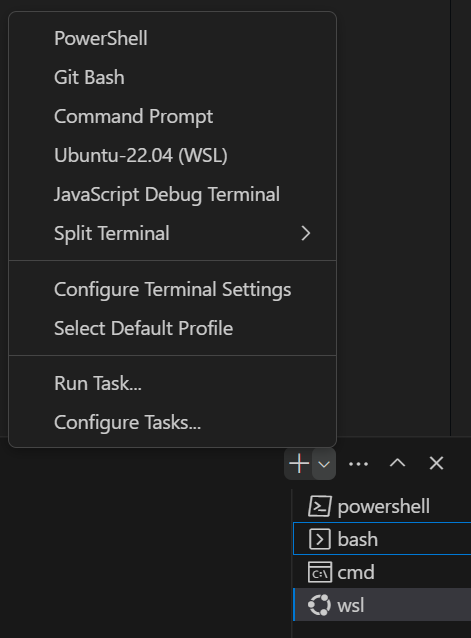 PowerShell
Git Bash
Command Prompt
Ubuntu-22.04 (WSL)
JavaScript Debug Terminal
Split Terminal
Configure Terminal Settings
Select Default Profile
Run Task...
Configure Tasks...
powershell
bash
C:\ cmd
wsl